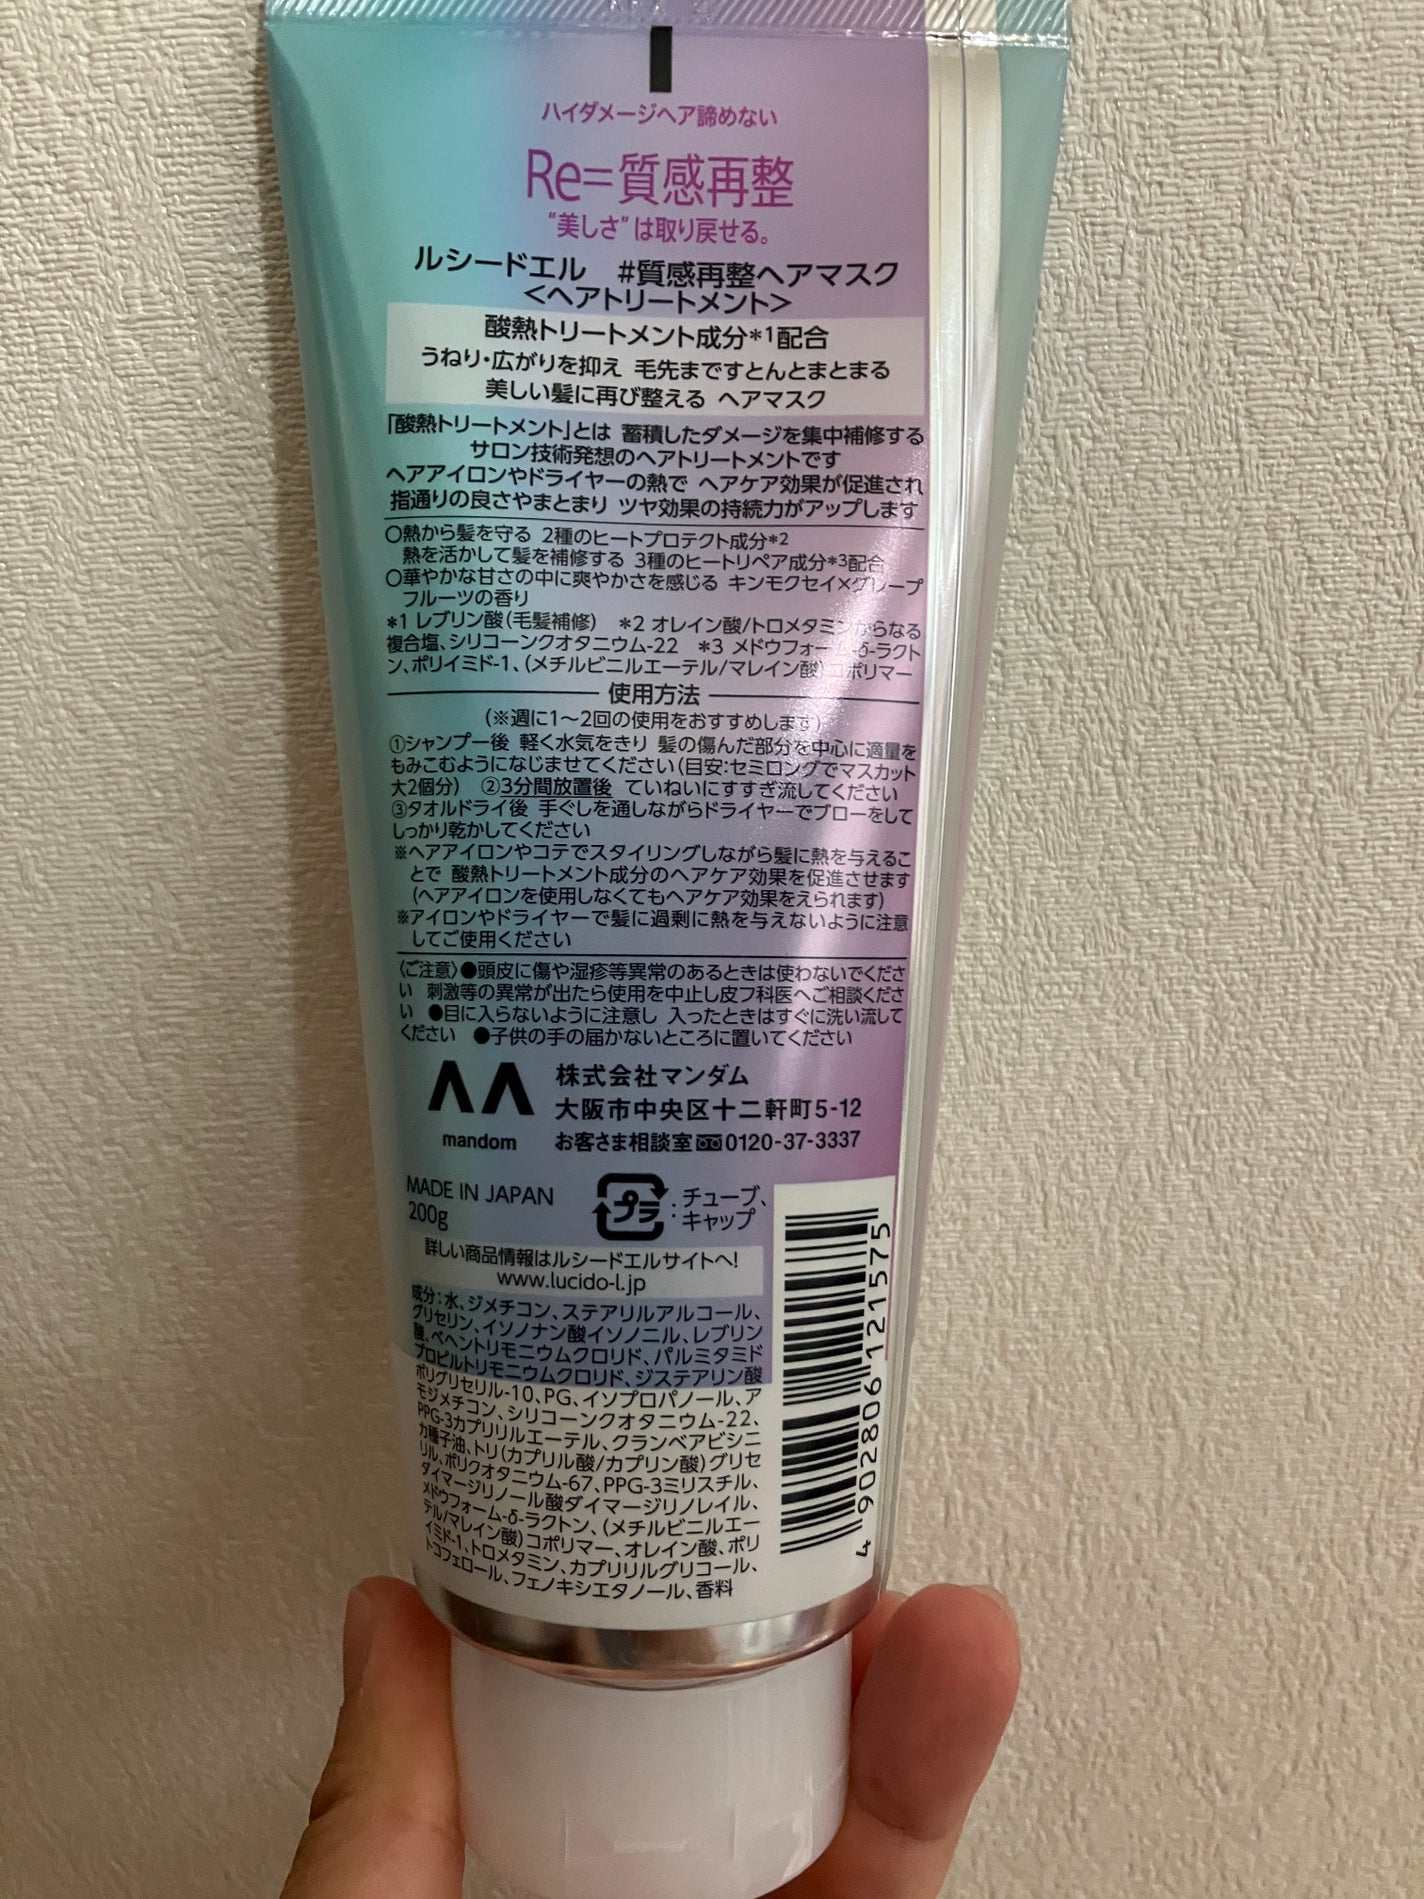 ハイダメージヘア諦めない
Re=質感再整
“美しさ”は取り戻せる。
ルシードエル #質感再整ヘアマスク
<ヘアトリートメント>
酸熱トリートメント成分*1配合
うねり・広がりを抑え 毛先まですとんとまとまる
美しい髪に再び整える ヘアマスク
「酸熱トリートメント」とは 蓄積したダメージを集中補修する
サロン技術発想のヘアトリートメントです
ヘアアイロンやドライヤーの熱で ヘアケア効果が促進され
指通りの良さやまとまり ツヤ効果の持続力がアップします
○熱から髪を守る 2種のヒートプロテクト成分*2
熱を活かして髪を補修する 3種のヒートリペア成分*3配合
○華やかな甘さの中に爽やかさを感じる キンモクセイ×グレープ
フルーツの香り
*1 レブリン酸(毛髪補修) *2 オレイン酸/トロメタミンからなる
複合塩、シリコーンクオタニウム-22 *3 メドウフォーム-δ-ラクト
ン、ポリイミド-1、(メチルビニルエーテル/マレイン酸)コポリマー
使用方法
(※週に1~2回の使用をおすすめします)
①シャンプー後 軽く水気をきり 髪の傷んだ部分を中心に適量を
もみこむようになじませてください(目安:セミロングでマスカット
大2個分) ②3分間放置後 ていねいにすすぎ流してください
③タオルドライ後 手ぐしを通しながらドライヤーでブローをして
しっかり乾かしてください
※ヘアアイロンやコテでスタイリングしながら髪に熱を与えるこ
とで 酸熱トリートメント成分のヘアケア効果を促進させます
(ヘアアイロンを使用しなくてもヘアケア効果をえられます)
※アイロンやドライヤーで髪に過剰に熱を与えないように注意
してご使用ください
〈ご注意〉●頭皮に傷や湿疹等異常のあるときは使わないでくださ
い 刺激等の異常が出たら使用を中止し皮フ科医へご相談くださ
い ●目に入らないように注意し 入ったときはすぐに洗い流して
ください ●子供の手の届かないところに置いてください
株式会社マンダム
大阪市中央区十二軒町5-12
mandom お客さま相談室 0120-37-3337
MADE IN JAPAN
200g
プラ :チューブ、
キャップ
詳しい商品情報はルシードエルサイトへ!
www.lucido-l.jp
成分:水、ジメチコン、ステアリルアルコール、
グリセリン、イソノナン酸イソノニル、レブリン
酸、ベヘントリモニウムクロリド、パルミタミド
プロピルトリモニウムクロリド、ジステアリン酸
ポリグリセリル-10、PG、イソプロパノール、ア
モジメチコン、シリコーンクオタニウム-22、
PPG-3カプリリルエーテル、クランベアビシニ
カ種子油、トリ(カプリル酸/カプリン酸)グリセ
リル、ポリクオタニウム-67、PPG-3ミリスチル、
ダイマージリノール酸ダイマージリノレイル、
メドウフォーム-δ-ラクトン、(メチルビニルエー
テル/マレイン酸)コポリマー、オレイン酸、ポリ
イミド-1、トロメタミン、カプリリルグリコール、
トコフェロール、フェノキシエタノール、香料
4 902806 121575